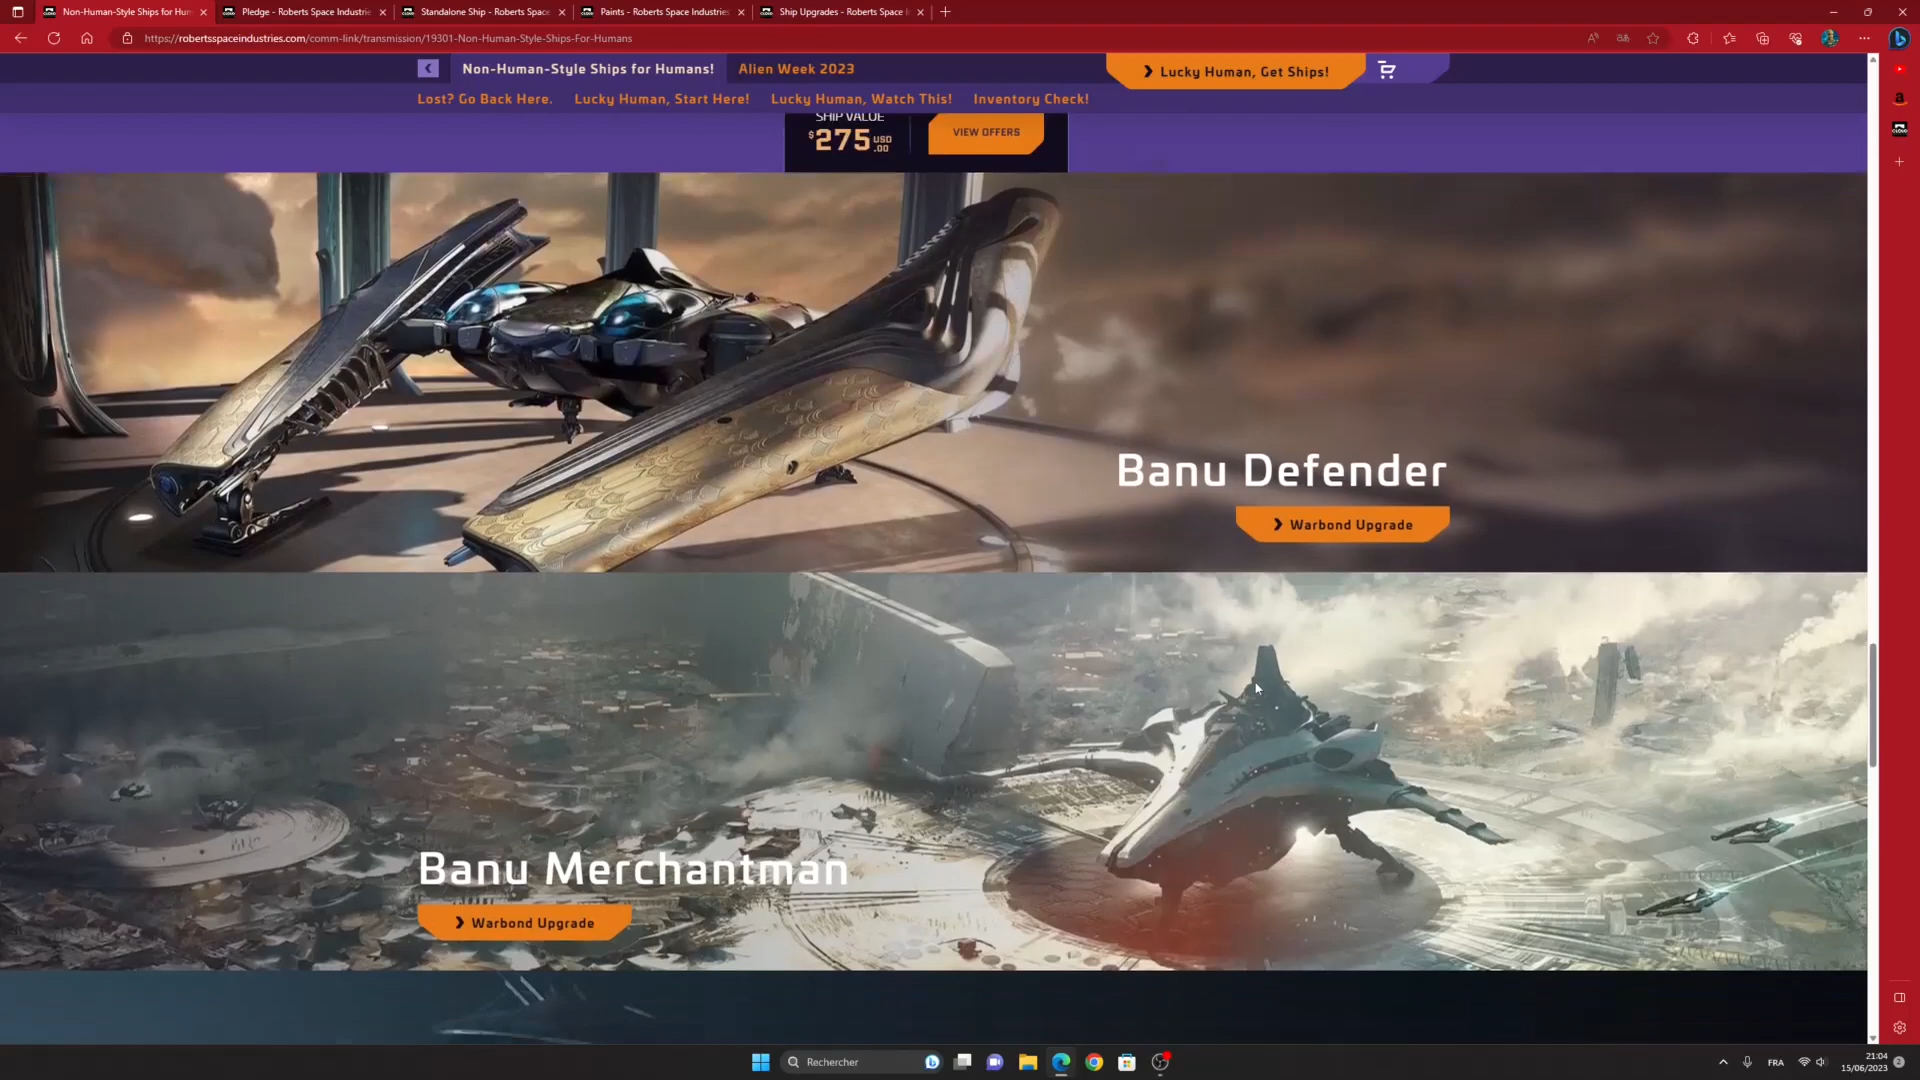 Non-Human-Style Ships for Hum
Pledge - Roberts Space Industrie
Standalone Ship - Roberts Space
Paints - Roberts Space Industries
Ship Upgrades - Roberts Space I
https://robertsspaceindustries.com/comm-link/transmission/19301-Non-Human-Style-Ships-For-Humans
Non-Human-Style Ships for Humans!
Alien Week 2023
Lucky Human, Get Ships!
Lost? Go Back Here.
Lucky Human, Start Here!
Lucky Human, Watch This!
Inventory Check!
SHIP VALUE
$275 USD .00
VIEW OFFERS
Banu Defender
Warbond Upgrade
Banu Merchantman
Warbond Upgrade
Rechercher
FRA
21:04
15/06/2023
2